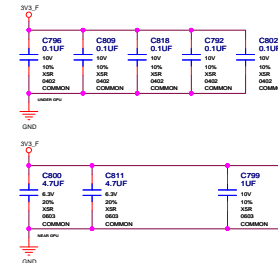 3V3_F
C796
0.1UF
10V
10%
X5R
0402
COMMON
C809
0.1UF
10V
10%
X5R
0402
COMMON
C818
0.1UF
10V
10%
X5R
0402
COMMON
C792
0.1UF
10V
10%
X5R
0402
COMMON
C802
0.1UF
10V
10%
X5R
0402
COMM
UNDER GPU
GND
3V3_F
C800
4.7UF
6.3V
20%
X5R
0603
COMMON
C811
4.7UF
6.3V
20%
X5R
0603
COMMON
C799
1UF
10V
10%
X5R
0603
COMMON
NEAR GPU
GND